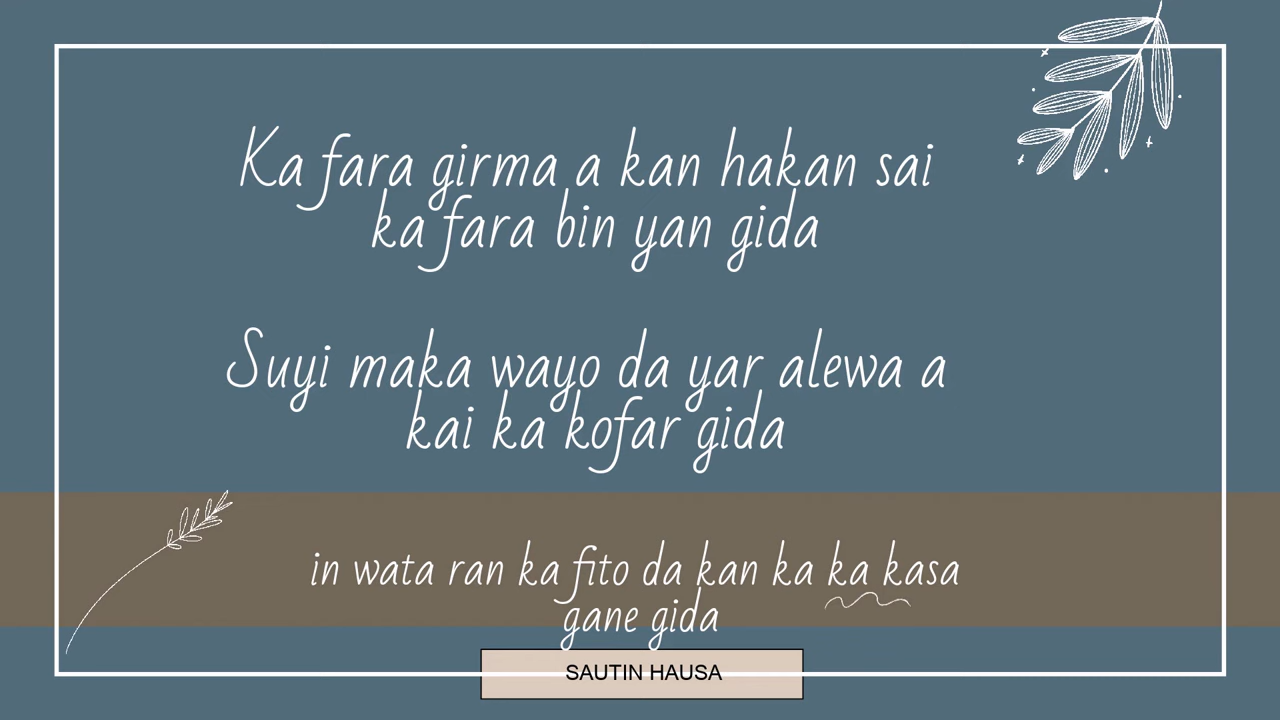 Ka fara girma a kan hakan sai
ka fara bin yan gida
Suyi maka wayo da yar alewa a
kai ka kofar gida
in wata ran ka fito da kan ka ka kasa
gane gida
SAUTIN HAUSA